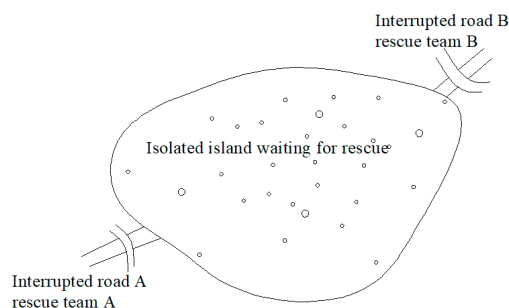 Interrupted road B
rescue team B
Isolated island waiting for rescue
Interrupted road A
rescue team A